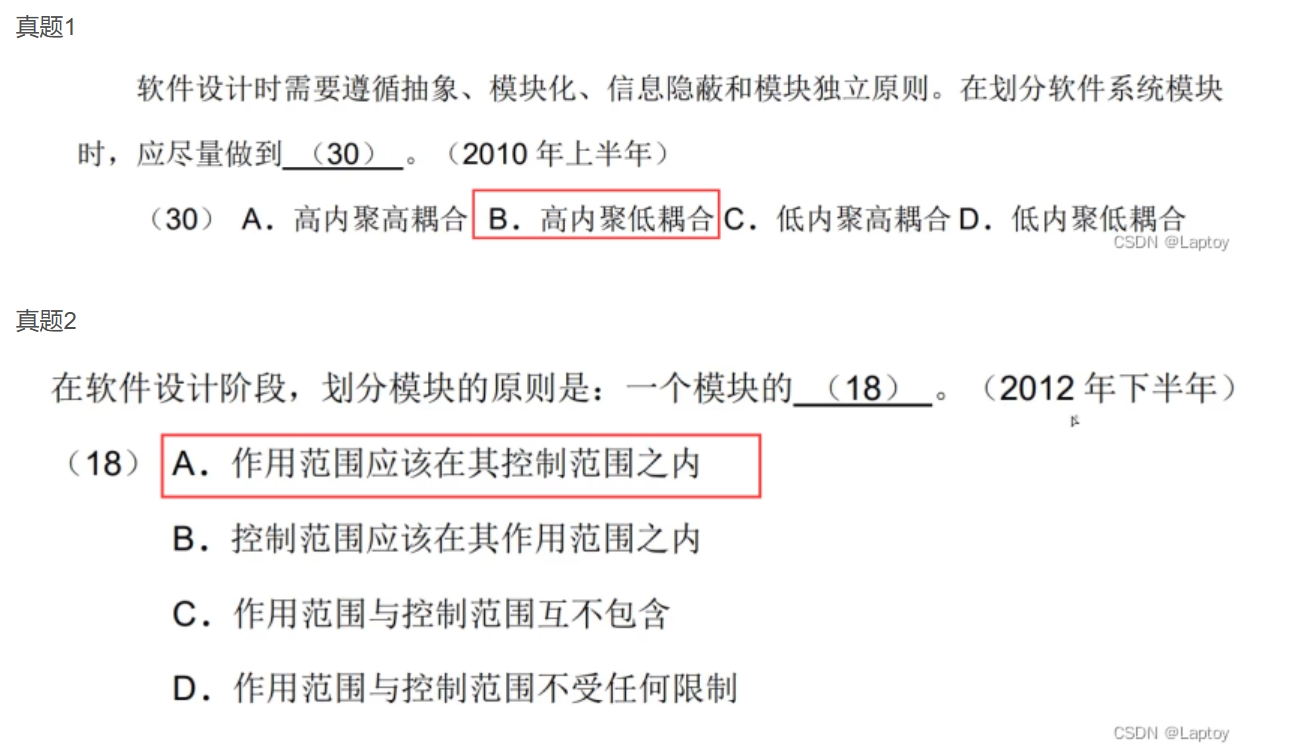 真题1
软件设计时需要遵循抽象、模块化、信息隐蔽和模块独立原则。在划分软件系统模块
时，应尽量做到 （30） 。（2010 年上半年）
（30） A．高内聚高耦合 B．高内聚低耦合 C．低内聚高耦合 D．低内聚低耦合
CSDN @Laptoy
真题2
在软件设计阶段，划分模块的原则是：一个模块的 （18） 。（2012 年下半年）
（18） A．作用范围应该在其控制范围之内
B．控制范围应该在其作用范围之内
C．作用范围与控制范围互不包含
D．作用范围与控制范围不受任何限制
CSDN @Laptoy